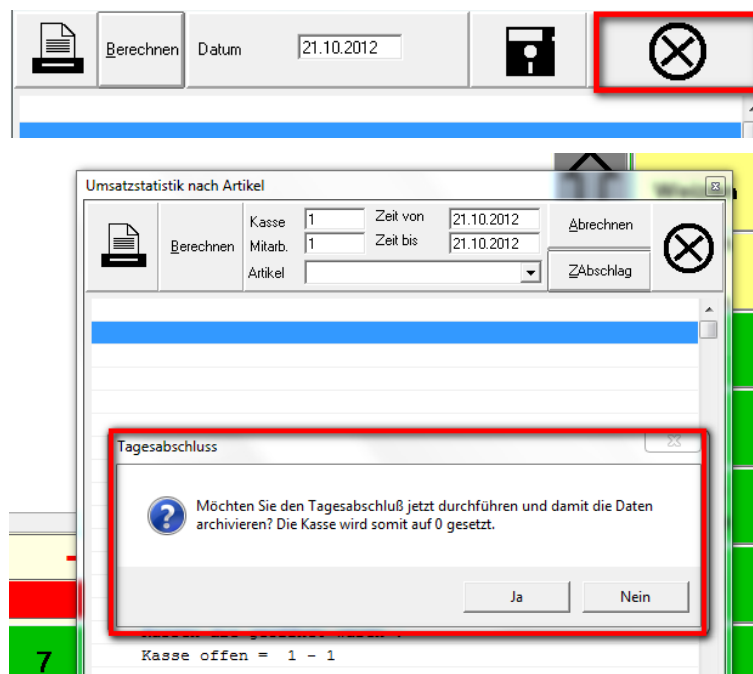 Berechnen Datum 21.10.2012
Umsatzstatistik nach Artikel
Kasse 1 Zeit von 21.10.2012 Abrechnen
Berechnen Mitarb. 1 Zeit bis 21.10.2012
Artikel ZAbschlag
Tagesabschluss
Möchten Sie den Tagesabschluß jetzt durchführen und damit die Daten
archivieren? Die Kasse wird somit auf 0 gesetzt.
Ja Nein
7
Kasse offen = 1 - 1